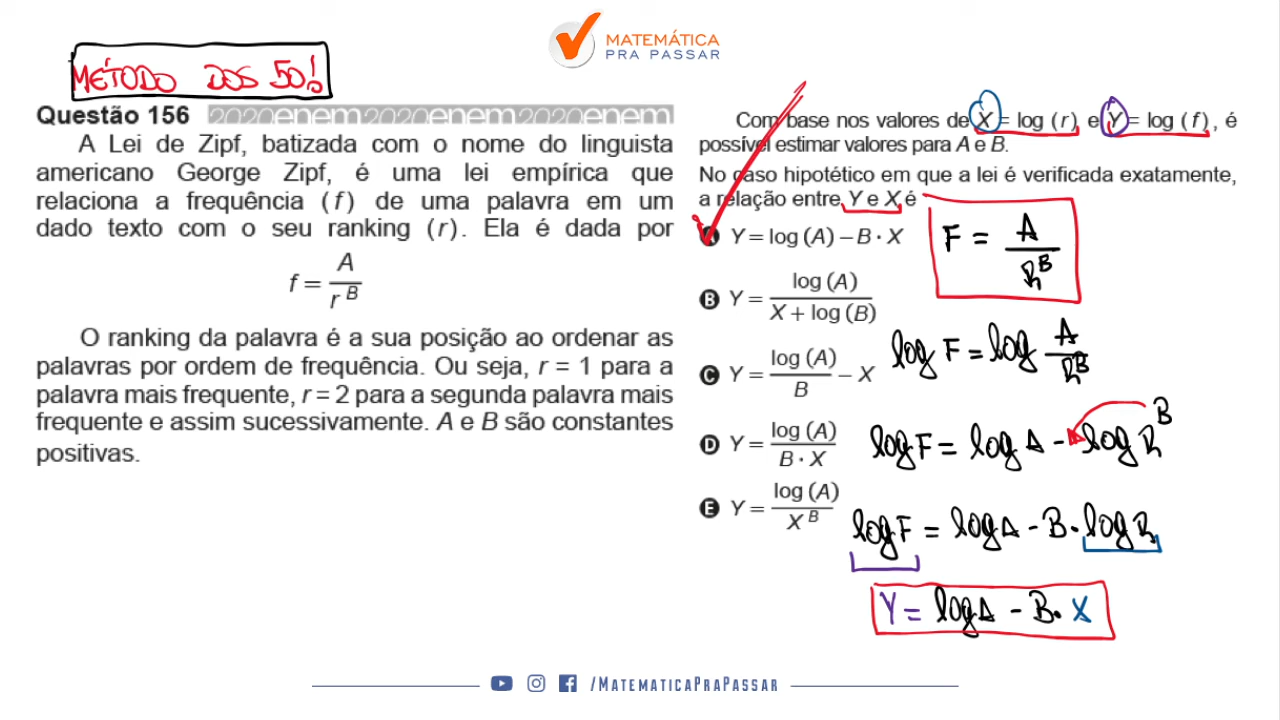 MATEMÁTICA
PRA PASSAR
MÉTODO DOS 50!
Questão 156 2020enem2020enem2020enem
A Lei de Zipf, batizada com o nome do linguista
americano George Zipf, é uma lei empírica que
relaciona a frequência (f) de uma palavra em um
dado texto com o seu ranking (r). Ela é dada por
f = A / r^B
O ranking da palavra é a sua posição ao ordenar as
palavras por ordem de frequência. Ou seja, r = 1 para a
palavra mais frequente, r = 2 para a segunda palavra mais
frequente e assim sucessivamente. A e B são constantes
positivas.
Com base nos valores de X = log (r) e Y = log (f), é
possível estimar valores para A e B.
No caso hipotético em que a lei é verificada exatamente,
a relação entre Y e X é
A Y = log (A) – B · X
B Y = log (A) / X + log (B)
C Y = log (A) / B – X
D Y = log (A) / B · X
E Y = log (A) / X^B
F = A / R^B
log F = log A / R^B
log F = log A - log R^B
log F = log A - B · log R
Y = log A - B · X
/MatematicaPraPassar